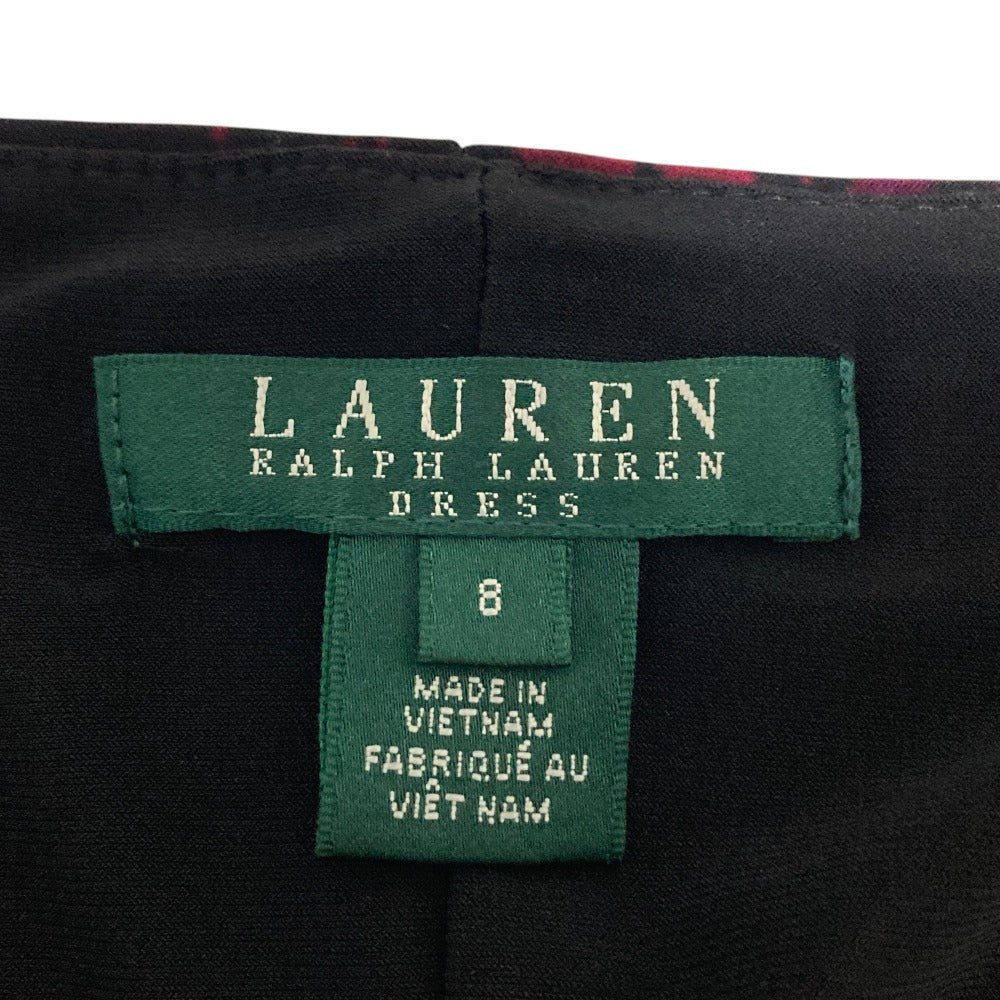 LAUREN
RALPH LAUREN
DRESS
8
MADE IN
VIETNAM
FABRIQUÉ AU
VIÊT NAM